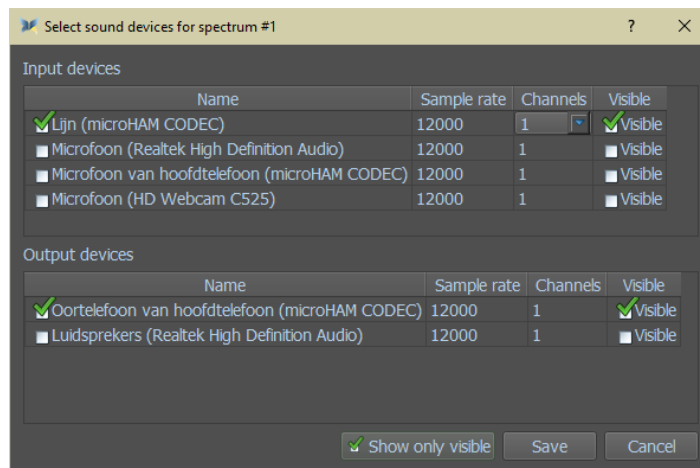 Select sound devices for spectrum #1 ?
Input devices
Name Sample rate Channels Visible
Lijn (microHAM CODEC) 12000 1 Visible
Microfoon (Realtek High Definition Audio) 12000 1 Visible
Microfoon van hoofdtelefoon (microHAM CODEC) 12000 1 Visible
Microfoon (HD Webcam C525) 12000 1 Visible
Output devices
Name Sample rate Channels Visible
Oortelefoon van hoofdtelefoon (microHAM CODEC) 12000 1 Visible
Luidsprekers (Realtek High Definition Audio) 12000 1 Visible
Show only visible Save Cancel